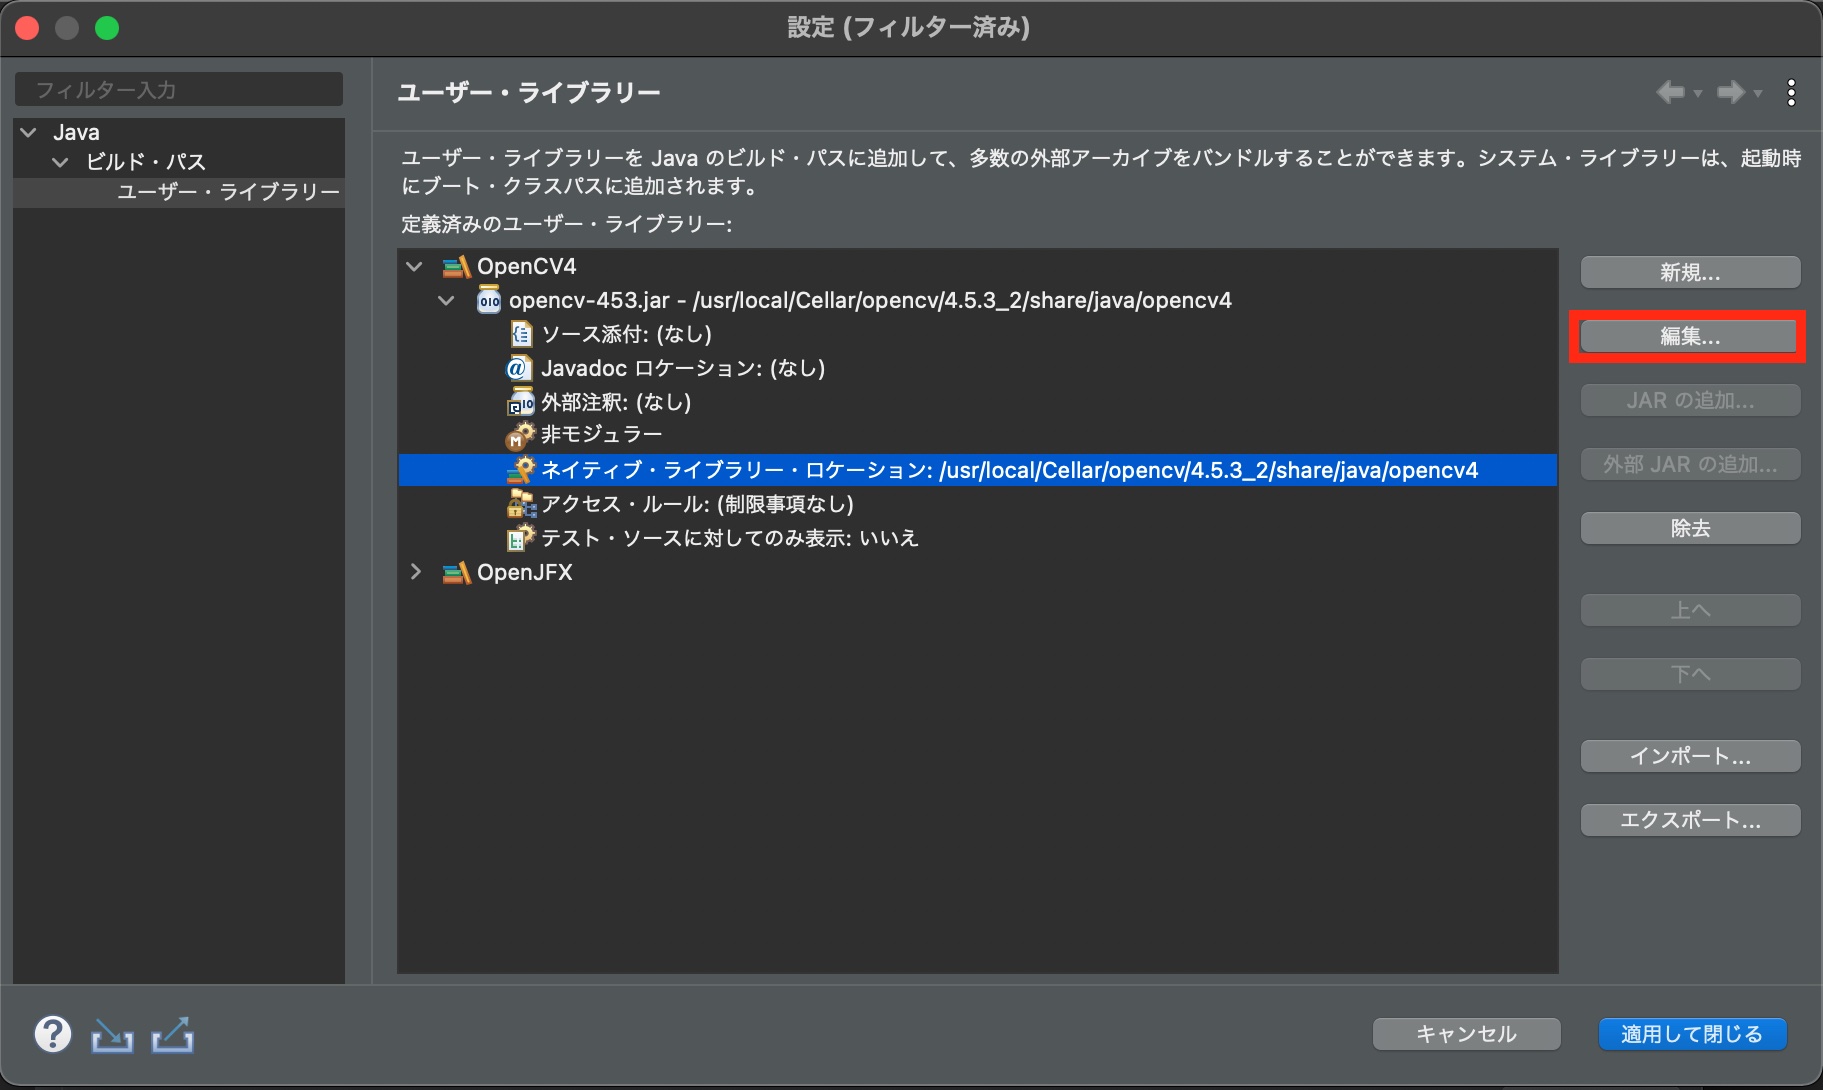 設定 (フィルター済み)
フィルター入力
Java
ビルド・パス
ユーザー・ライブラリー
ユーザー・ライブラリー
ユーザー・ライブラリーを Java のビルド・パスに追加して、多数の外部アーカイブをバンドルすることができます。システム・ライブラリーは、起動時
にブート・クラスパスに追加されます。
定義済みのユーザー・ライブラリー:
OpenCV4
opencv-453.jar - /usr/local/Cellar/opencv/4.5.3_2/share/java/opencv4
ソース添付: (なし)
Javadoc ロケーション: (なし)
外部注釈: (なし)
非モジュラー
ネイティブ・ライブラリー・ロケーション: /usr/local/Cellar/opencv/4.5.3_2/share/java/opencv4
アクセス・ルール: (制限事項なし)
テスト・ソースに対してのみ表示: いいえ
OpenJFX
新規...
編集...
JAR の追加...
外部 JAR の追加...
除去
上へ
下へ
インポート...
エクスポート...
キャンセル
適用して閉じる